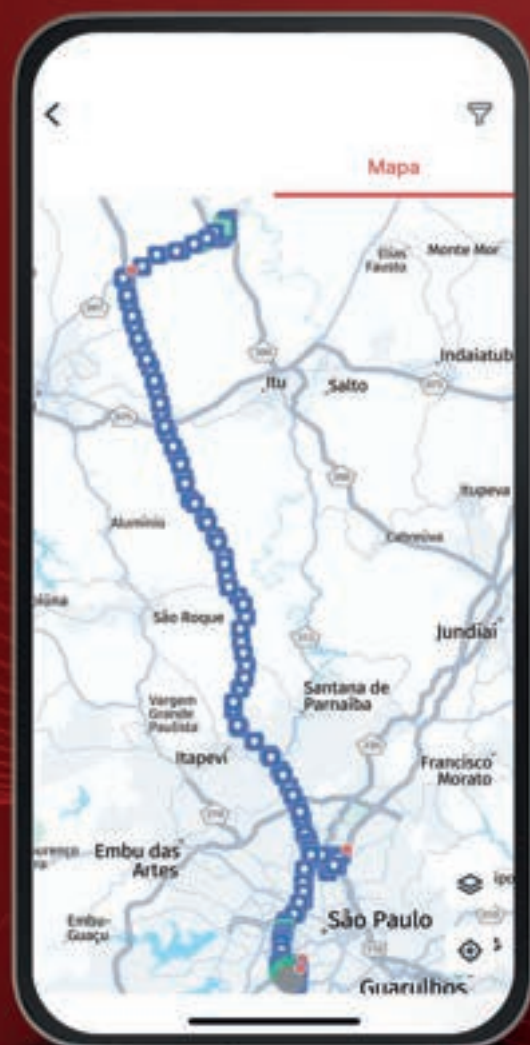 Mapa
Elias
Fausto
Monte Mor
Indaiatub
Itu
Salto
Itupeva
Alumínio
Cabreúva
São Roque
Jundiaí
Santana de
Parnaíba
Vargem
Grande
Paulista
Itapevi
Francisco
Morato
Embu das
Artes
Embu-
Guaçu
São Paulo
Guarulhos